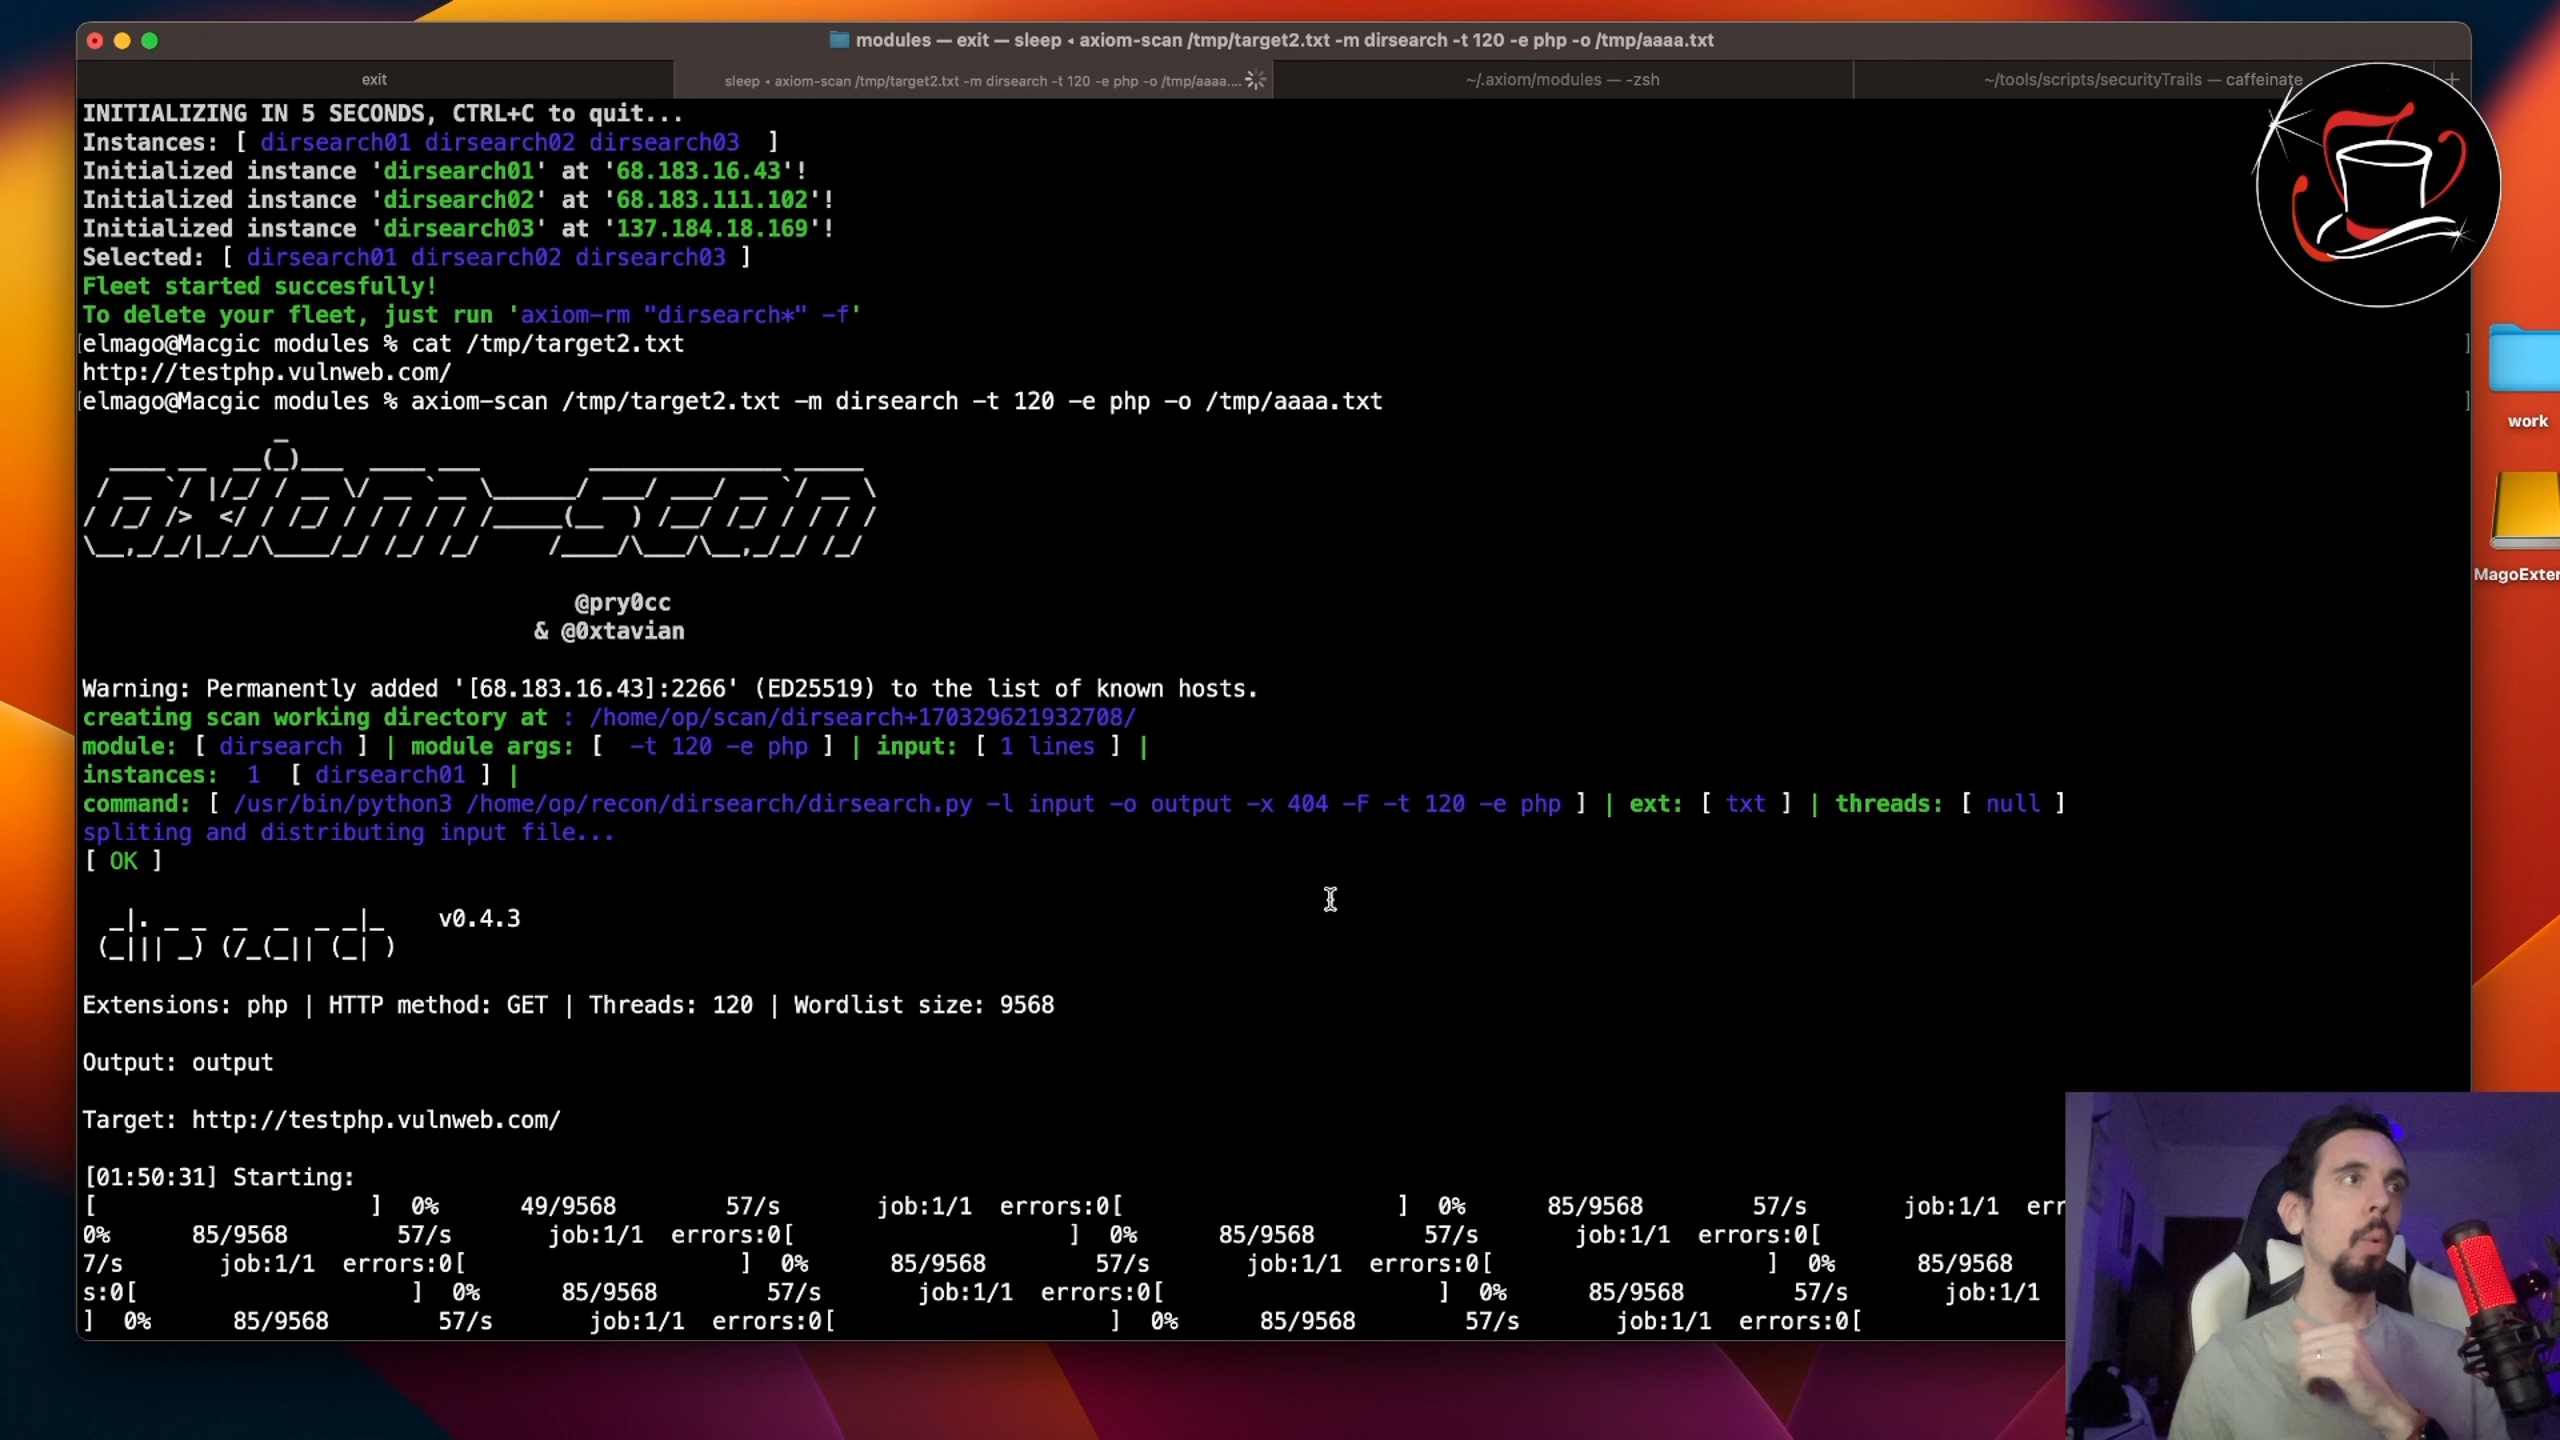 modules — exit — sleep ◂ axiom-scan /tmp/target2.txt -m dirsearch -t 120 -e php -o /tmp/aaaa.txt
exit
sleep ◂ axiom-scan /tmp/target2.txt -m dirsearch -t 120 -e php -o /tmp/aaaa....
~/.axiom/modules — -zsh
~/tools/scripts/securityTrails — caffeinate
INITIALIZING IN 5 SECONDS, CTRL+C to quit...
Instances: [ dirsearch01 dirsearch02 dirsearch03  ]
Initialized instance 'dirsearch01' at '68.183.16.43'!
Initialized instance 'dirsearch02' at '68.183.111.102'!
Initialized instance 'dirsearch03' at '137.184.18.169'!
Selected: [ dirsearch01 dirsearch02 dirsearch03 ]
Fleet started succesfully!
To delete your fleet, just run 'axiom-rm "dirsearch*" -f'
[elmago@Macgic modules % cat /tmp/target2.txt ]
http://testphp.vulnweb.com/
[elmago@Macgic modules % axiom-scan /tmp/target2.txt -m dirsearch -t 120 -e php -o /tmp/aaaa.txt ]
axiom-scan
@pry0cc
& @0xtavian
Warning: Permanently added '[68.183.16.43]:2266' (ED25519) to the list of known hosts.
creating scan working directory at : /home/op/scan/dirsearch+170329621932708/
module: [ dirsearch ] | module args: [  -t 120 -e php ] | input: [ 1 lines ] |
instances:  1  [ dirsearch01 ] |
command: [ /usr/bin/python3 /home/op/recon/dirsearch/dirsearch.py -l input -o output -x 404 -F -t 120 -e php ] | ext: [ txt ] | threads: [ null ]
spliting and distributing input file...
[ OK ]
dirsearch v0.4.3
Extensions: php | HTTP method: GET | Threads: 120 | Wordlist size: 9568
Output: output
Target: http://testphp.vulnweb.com/
[01:50:31] Starting:
[ ] 0% 49/9568 57/s job:1/1 errors:0[ ] 0% 85/9568 57/s job:1/1 err
0% 85/9568 57/s job:1/1 errors:0[ ] 0% 85/9568 57/s job:1/1 errors:0[
7/s job:1/1 errors:0[ ] 0% 85/9568 57/s job:1/1 errors:0[ ] 0% 85/9568
s:0[ ] 0% 85/9568 57/s job:1/1 errors:0[ ] 0% 85/9568 57/s job:1/1
] 0% 85/9568 57/s job:1/1 errors:0[ ] 0% 85/9568 57/s job:1/1 errors:0[
work
MagoExter